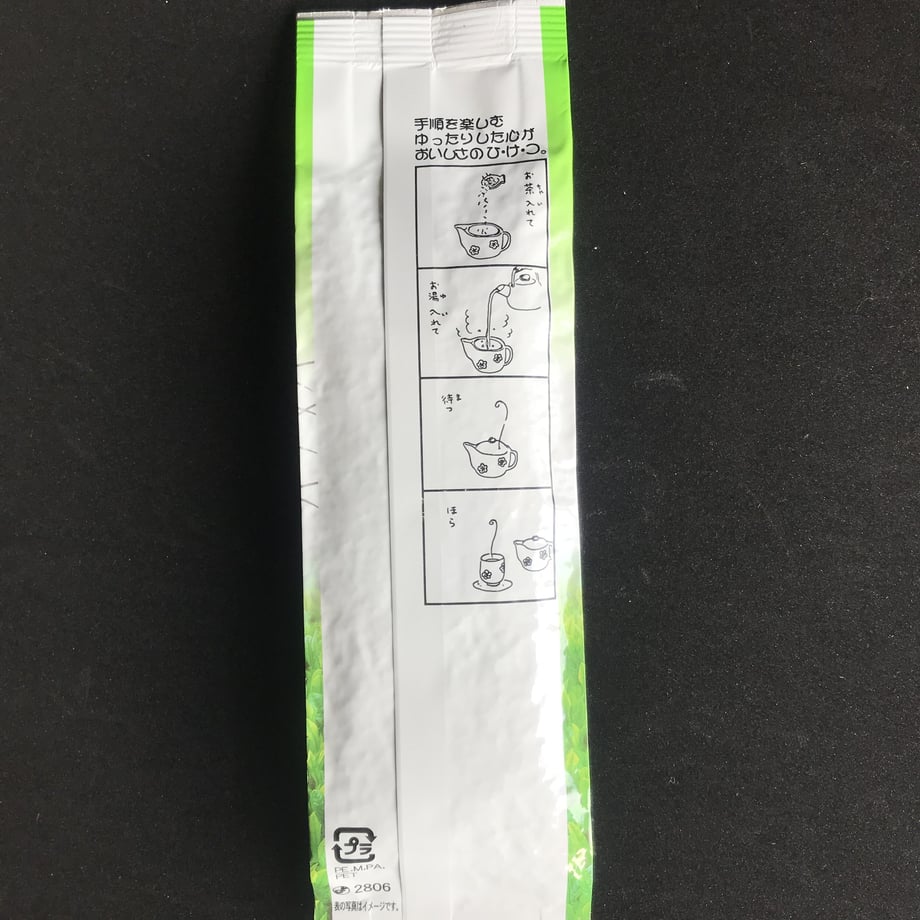 手順を楽しむ
ゆったりした心が
おいしさのひ・け・つ。
お茶入れて
お湯入れて
待つ
ほら
プラ
PE.M.PA.
PET
2806
表の写真はイメージです。